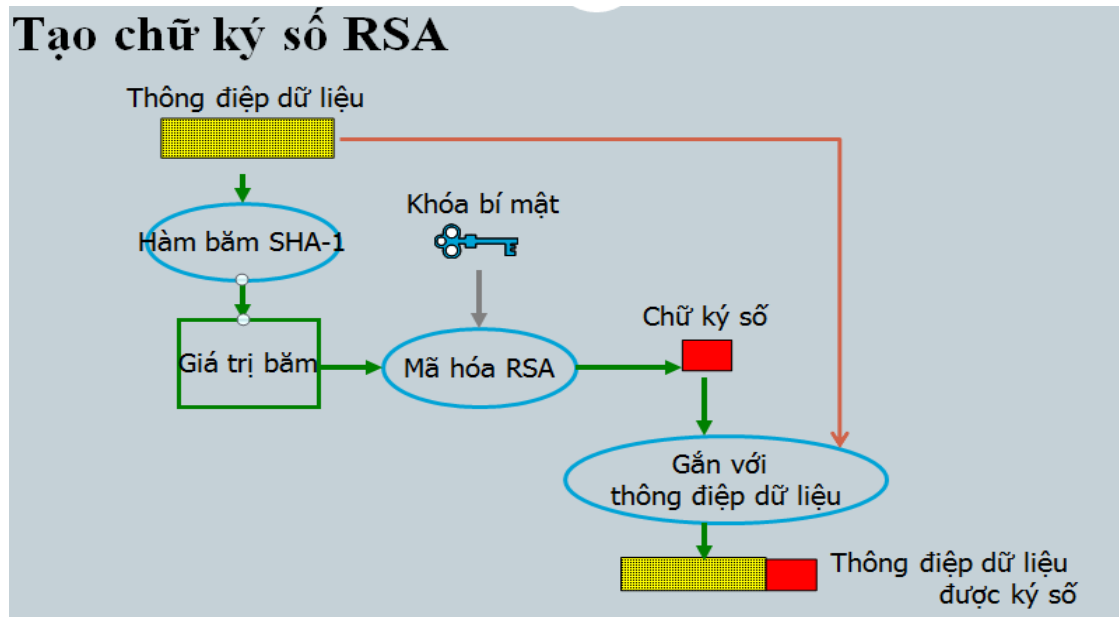 Tạo chữ ký số RSA
Thông điệp dữ liệu
Khóa bí mật
Hàm băm SHA-1
Chữ ký số
Giá trị băm
Mã hóa RSA
Gắn với
thông điệp dữ liệu
Thông điệp dữ liệu
được ký số